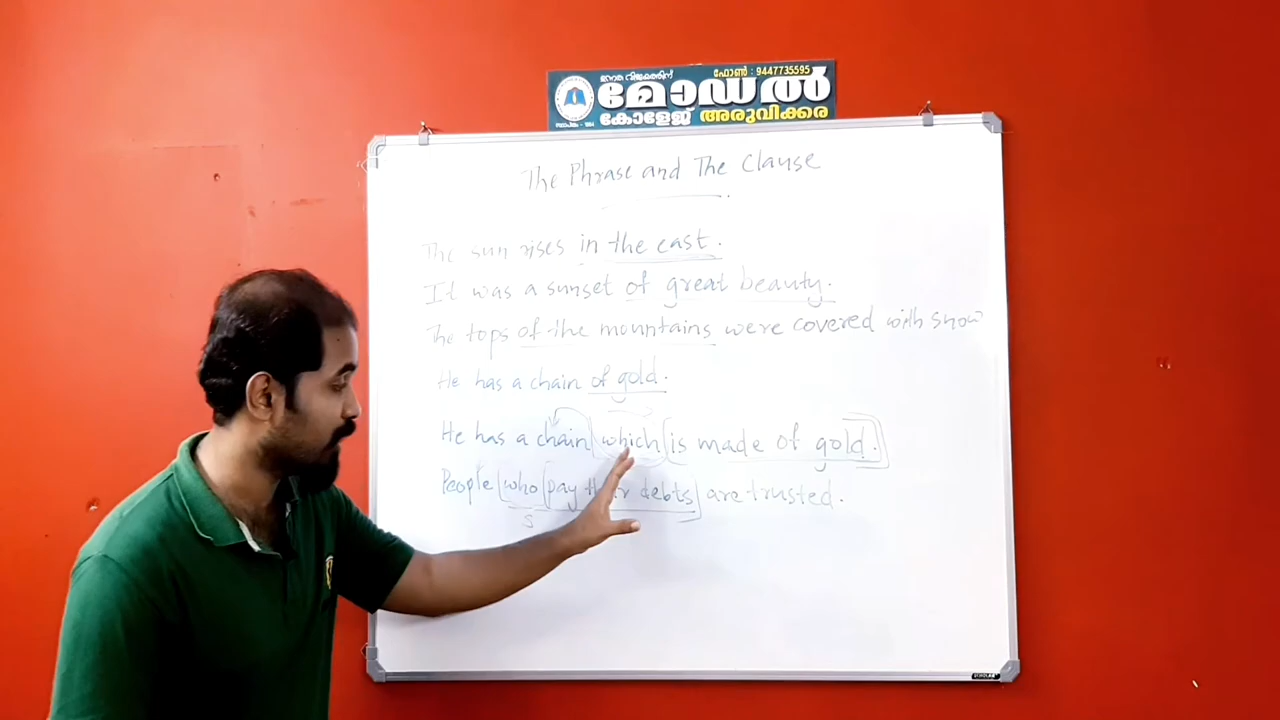 ഫോൺ : 9447735595
മോഡൽ
കോളേജ് അരുവിക്കര
The Phrase and The Clause
The sun rises in the east.
It was a sunset of great beauty.
The tops of the mountains were covered with snow
He has a chain of gold.
He has a chain which is made of gold.
People who pay their debts are trusted.
S